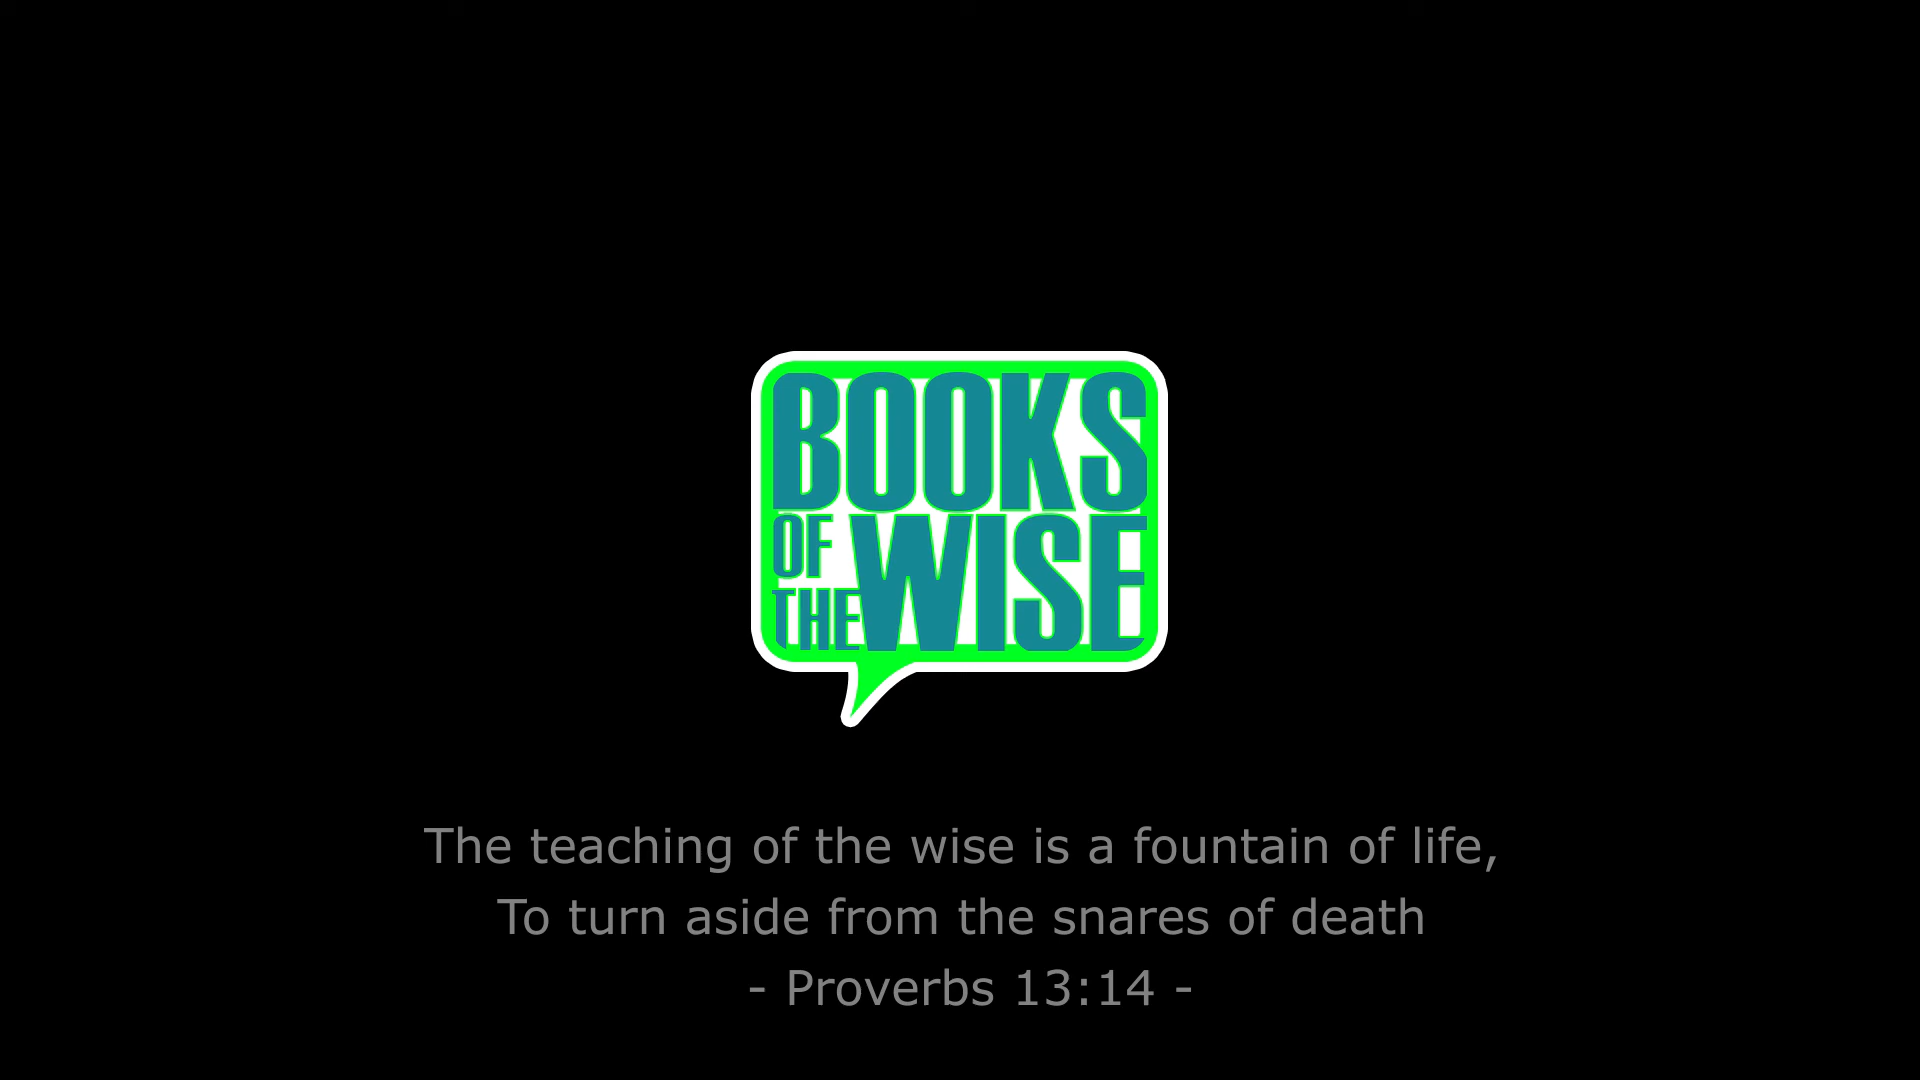 BOOKS
OF THE WISE
The teaching of the wise is a fountain of life,
To turn aside from the snares of death
- Proverbs 13:14 -